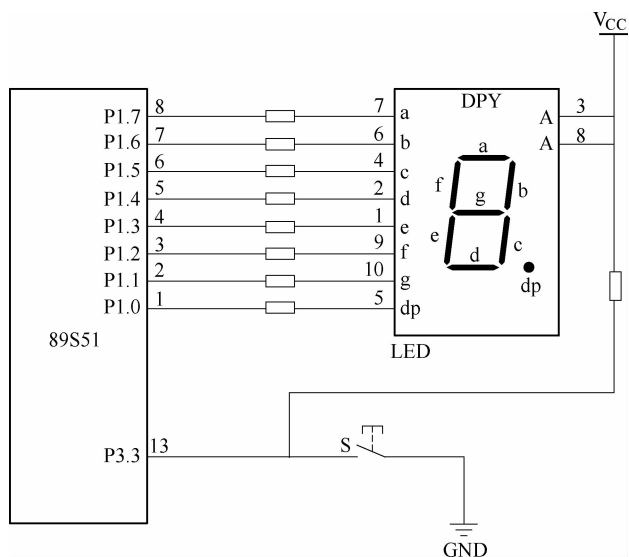 VCC
DPY
P1.7 8 7 a A 3
P1.6 7 6 b A 8
P1.5 6 4 c
P1.4 5 2 d
P1.3 4 1 e
P1.2 3 9 f
P1.1 2 10 g
P1.0 1 5 dp
a
f b
g
e c
d
dp
89S51
LED
P3.3 13 S
GND